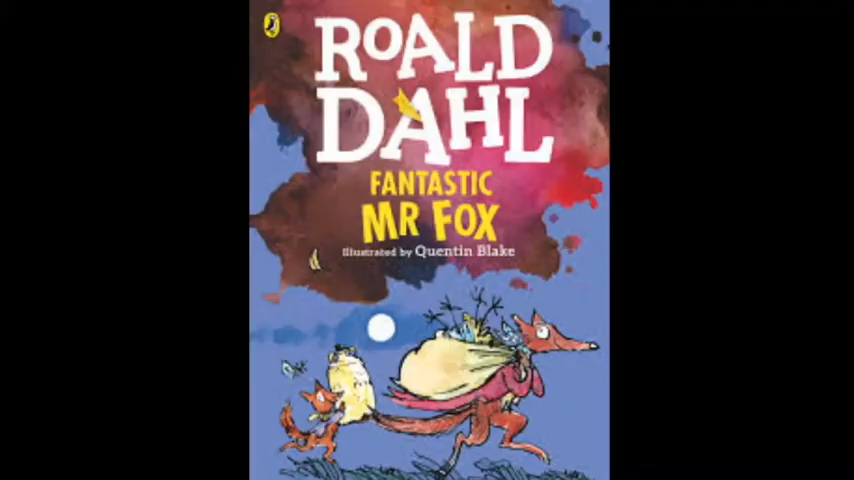 ROALD
DAHL
FANTASTIC
MR FOX
Illustrated by Quentin Blake